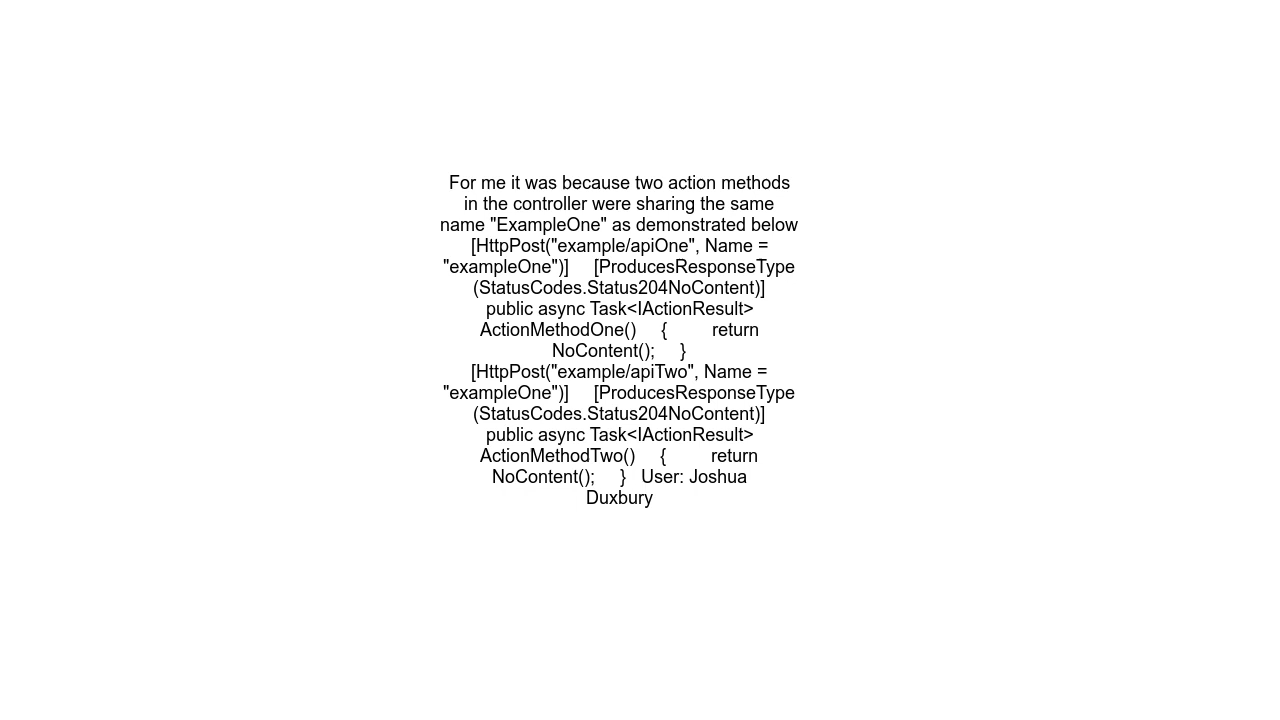 For me it was because two action methods
in the controller were sharing the same
name "ExampleOne" as demonstrated below
[HttpPost("example/apiOne", Name =
"exampleOne")]     [ProducesResponseType
(StatusCodes.Status204NoContent)]
public async Task<IActionResult>
ActionMethodOne()     {         return
NoContent();     }
[HttpPost("example/apiTwo", Name =
"exampleOne")]     [ProducesResponseType
(StatusCodes.Status204NoContent)]
public async Task<IActionResult>
ActionMethodTwo()     {         return
NoContent();     }   User: Joshua
Duxbury